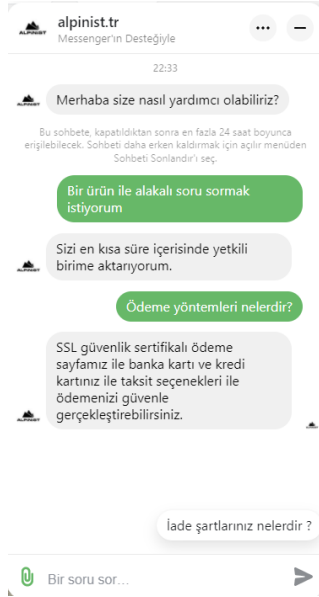 alpinist.tr
Messenger'ın Desteğiyle
22:33
Merhaba size nasıl yardımcı olabiliriz?
Bu sohbete, kapatıldıktan sonra en fazla 24 saat boyunca
erişilebilecek. Sohbeti daha erken kaldırmak için açılır menüden
Sohbeti Sonlandır'ı seç.
Bir ürün ile alakalı soru sormak
istiyorum
Sizi en kısa süre içerisinde yetkili
birime aktarıyorum.
Ödeme yöntemleri nelerdir?
SSL güvenlik sertifikalı ödeme
sayfamız ile banka kartı ve kredi
kartınız ile taksit seçenekleri ile
ödemenizi güvenle
gerçekleştirebilirsiniz.
İade şartlarınız nelerdir ?
Bir soru sor...